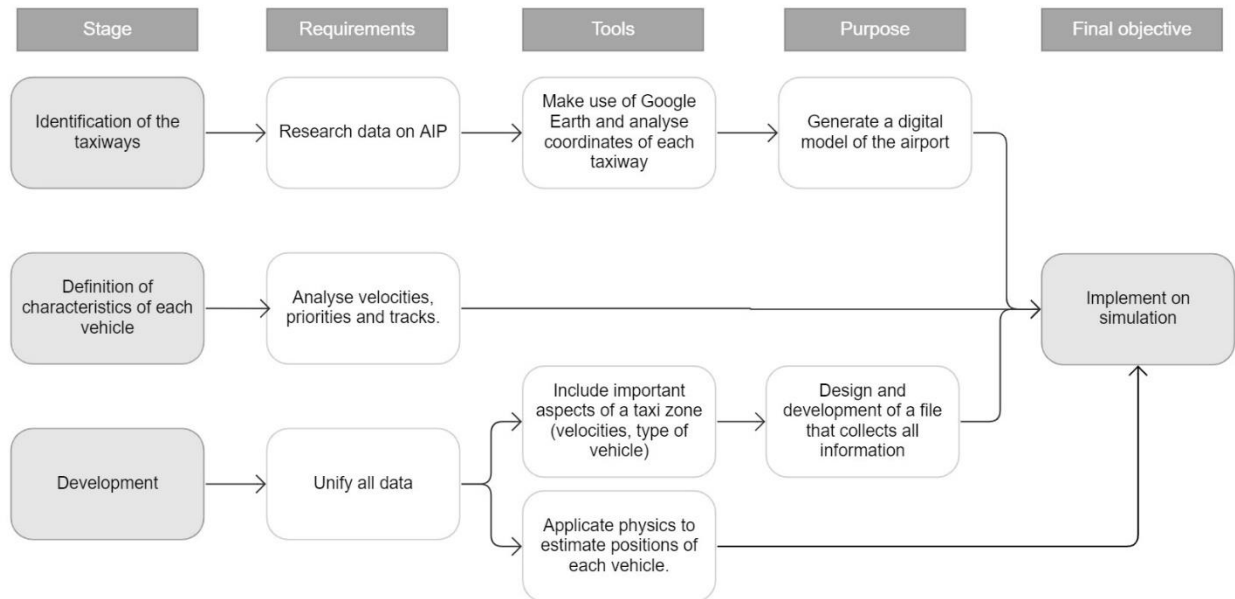 Stage
Requirements
Tools
Purpose
Final objective
Identification of the
taxiways
Research data on AIP
Make use of Google
Earth and analyse
coordinates of each
taxiway
Generate a digital
model of the airport
Definition of
characteristics of each
vehicle
Analyse velocities,
priorities and tracks.
Implement on
simulation
Development
Unify all data
Include important
aspects of a taxi zone
(velocities, type of
vehicle)
Design and
development of a file
that collects all
information
Applicate physics to
estimate positions of
each vehicle.